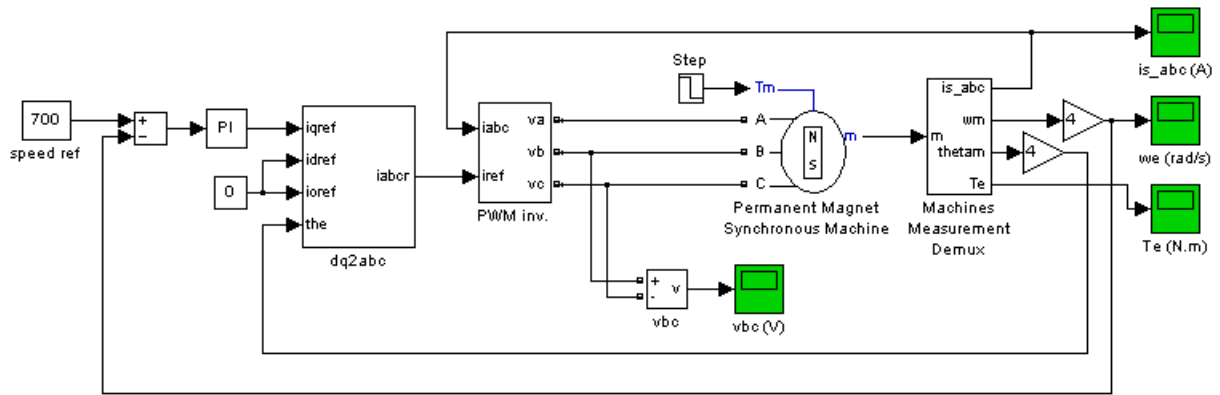 is_abc (A)
Step
Tm
is_abc
700
+
−
PI
iqref
iabc
va
A
N
S
m
m
wm
4
speed ref
idref
vb
B
thetam
4
we (rad/s)
0
ioref
iabcr
iref
vc
C
Te
PWM inv.
the
Permanent Magnet
Synchronous Machine
Machines
Measurement
Demux
Te (N.m)
dq2abc
+
-
v
vbc
vbc (V)